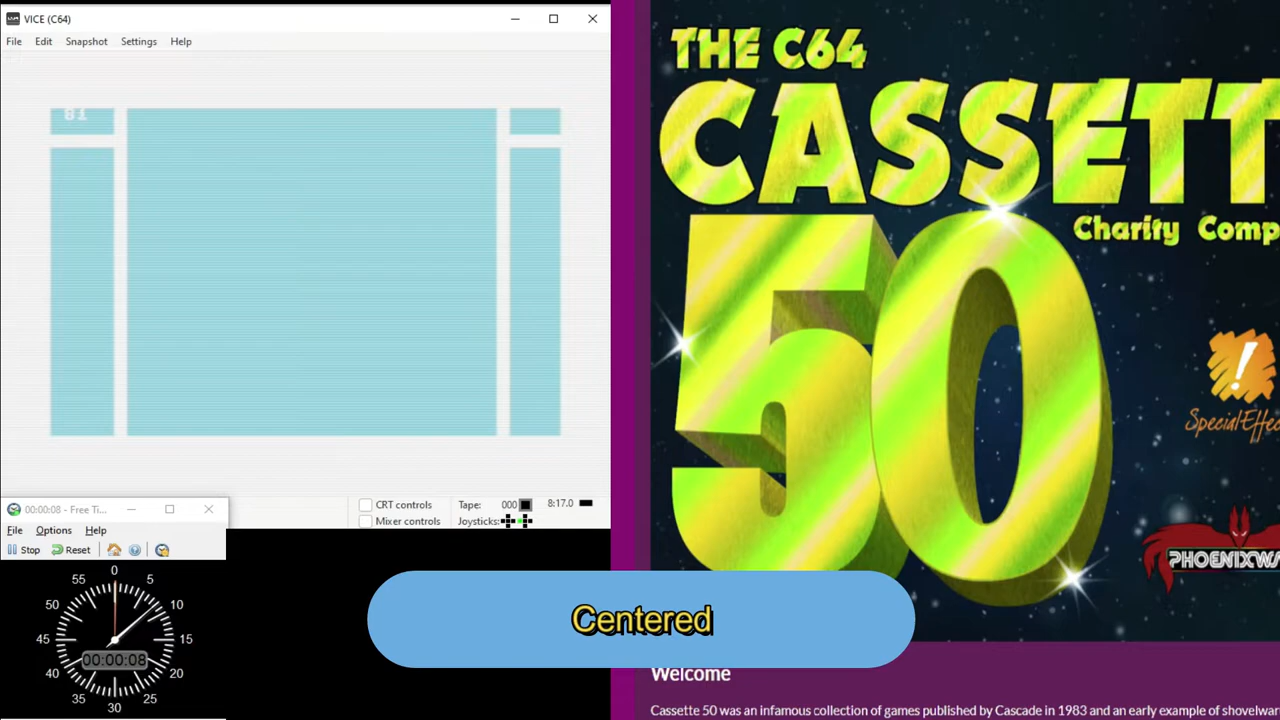 VICE (C64)
File Edit Snapshot Settings Help
81
CRT controls
Mixer controls
Tape: 000
Joysticks:
8:17.0
00:00:08 - Free Ti...
File Options Help
Stop Reset
0
55 5
50 10
45 15
40 20
35 25
30
00:00:08
THE C64
CASSETT
50
Charity Comp
!
SpecialEffec
PHOENIXWA
Centered
Welcome
Cassette 50 was an infamous collection of games published by Cascade in 1983 and an early example of shovelwar